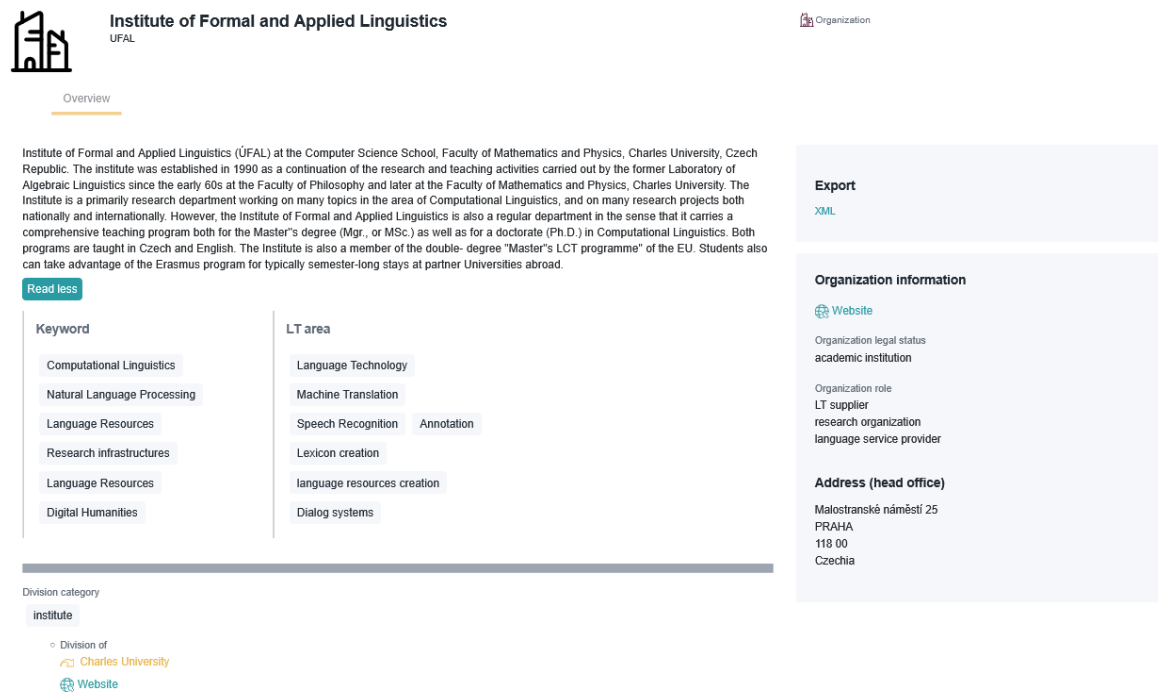 Institute of Formal and Applied Linguistics
UFAL
Organization
Overview
Institute of Formal and Applied Linguistics (ÚFAL) at the Computer Science School, Faculty of Mathematics and Physics, Charles University, Czech
Republic. The institute was established in 1990 as a continuation of the research and teaching activities carried out by the former Laboratory of
Algebraic Linguistics since the early 60s at the Faculty of Philosophy and later at the Faculty of Mathematics and Physics, Charles University. The
Institute is a primarily research department working on many topics in the area of Computational Linguistics, and on many research projects both
nationally and internationally. However, the Institute of Formal and Applied Linguistics is also a regular department in the sense that it carries a
comprehensive teaching program both for the Master"s degree (Mgr., or MSc.) as well as for a doctorate (Ph.D.) in Computational Linguistics. Both
programs are taught in Czech and English. The Institute is also a member of the double- degree "Master"s LCT programme" of the EU. Students also
can take advantage of the Erasmus program for typically semester-long stays at partner Universities abroad.
Read less
Keyword
Computational Linguistics
Natural Language Processing
Language Resources
Research infrastructures
Language Resources
Digital Humanities
LT area
Language Technology
Machine Translation
Speech Recognition Annotation
Lexicon creation
language resources creation
Dialog systems
Division category
institute
Division of
Charles University
Website
Export
XML
Organization information
Website
Organization legal status
academic institution
Organization role
LT supplier
research organization
language service provider
Address (head office)
Malostranské náměstí 25
PRAHA
118 00
Czechia